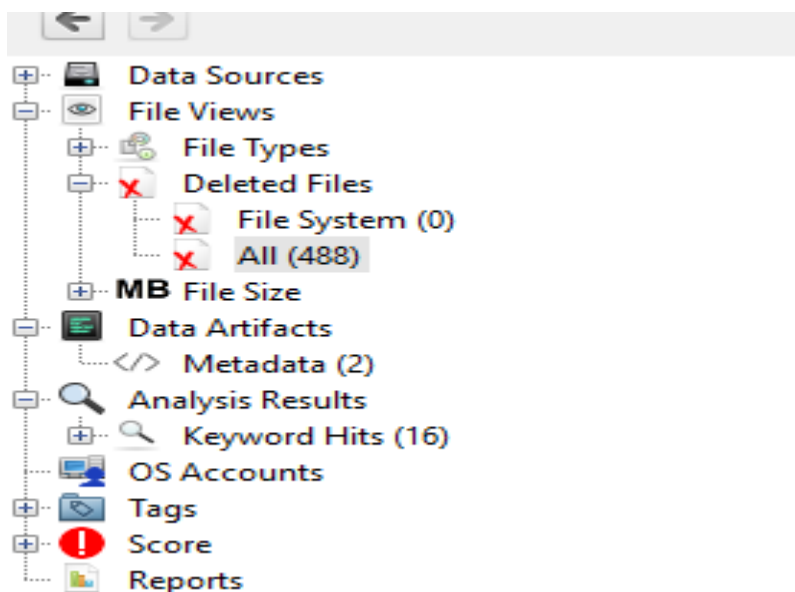 Data Sources
File Views
File Types
Deleted Files
File System (0)
All (488)
MB File Size
Data Artifacts
Metadata (2)
Analysis Results
Keyword Hits (16)
OS Accounts
Tags
Score
Reports